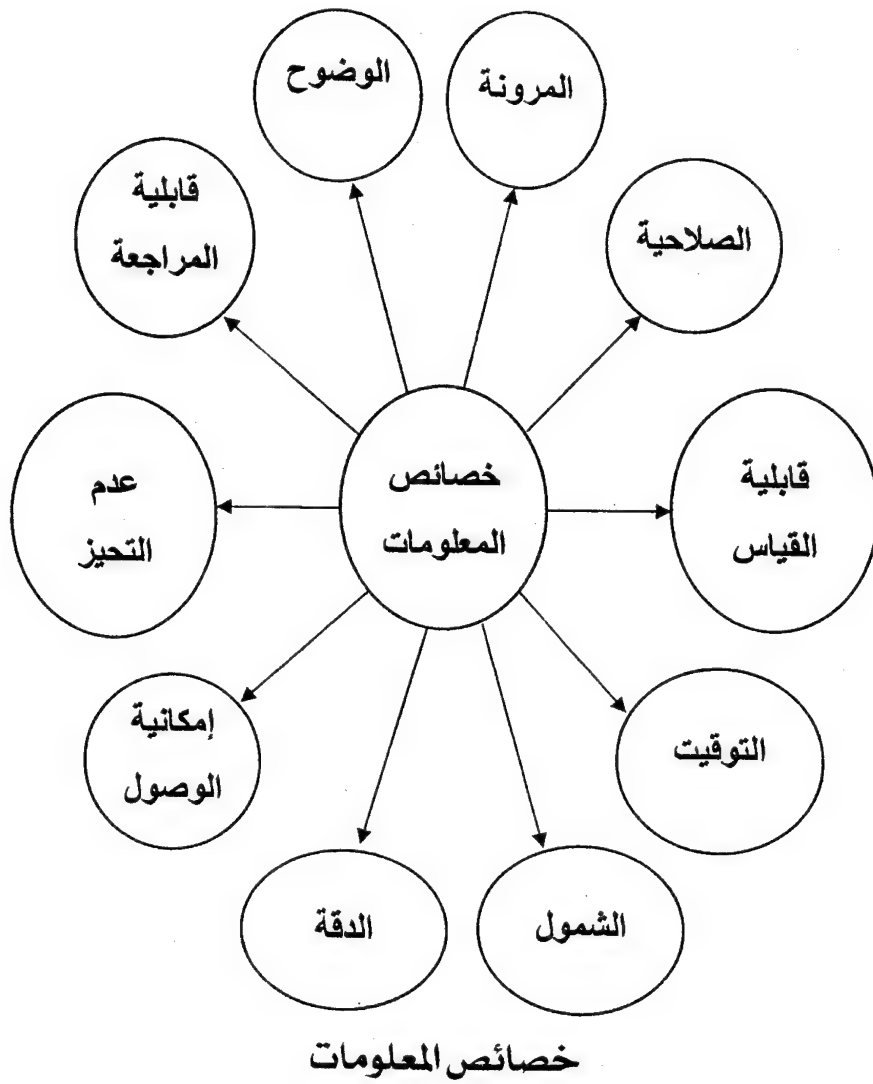 المرونة
الوضوح
الصلاحية
قابلية
المراجعة
قابلية
القياس
خصائص
المعلومات
عدم
التحيز
التوقيت
إمكانية
الوصول
الشمول
الدقة
خصائص المعلومات